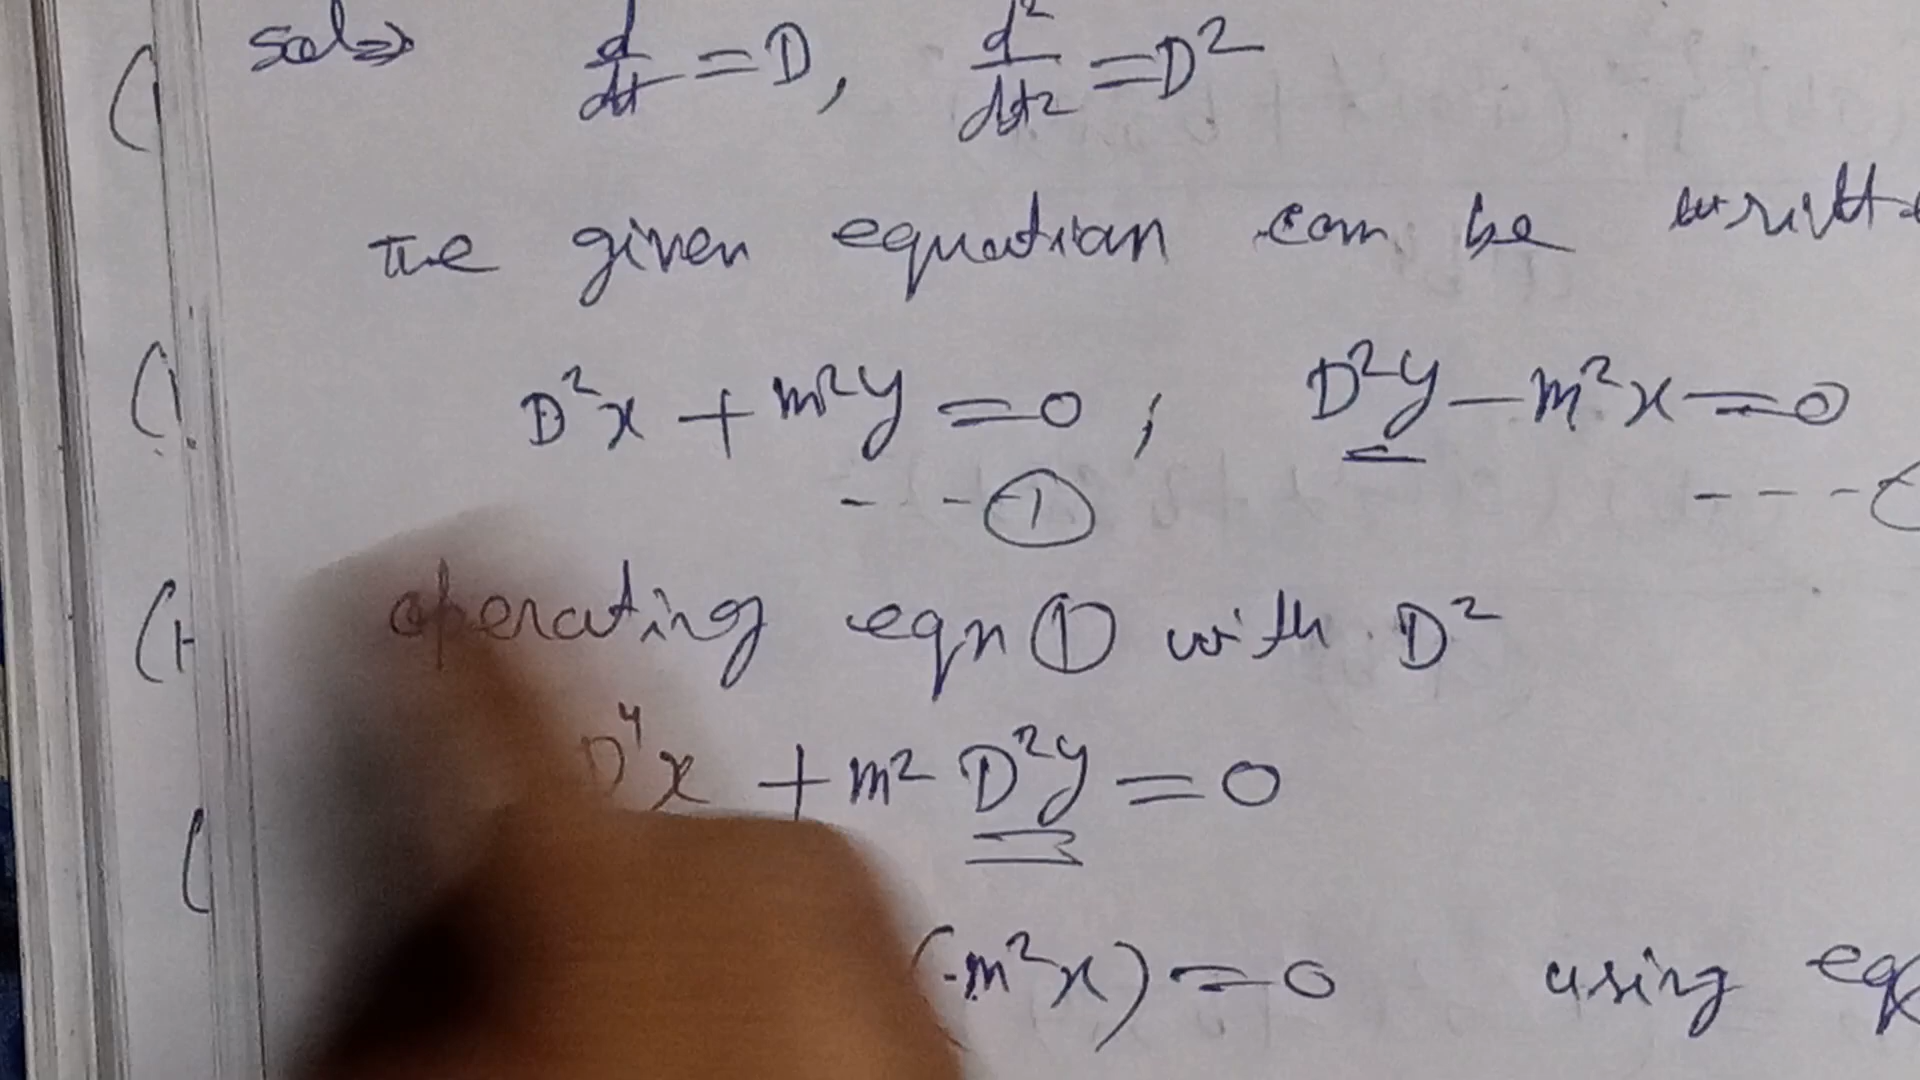 sol⇒ d/dt = D, d²/dt² = D²
The given equation can be
D²x + m²y = 0 ; D²y - m²x = 0
--- ① ---
operating eqn ① with D²
D⁴x + m² D²y = 0
(-m²x) = 0 using